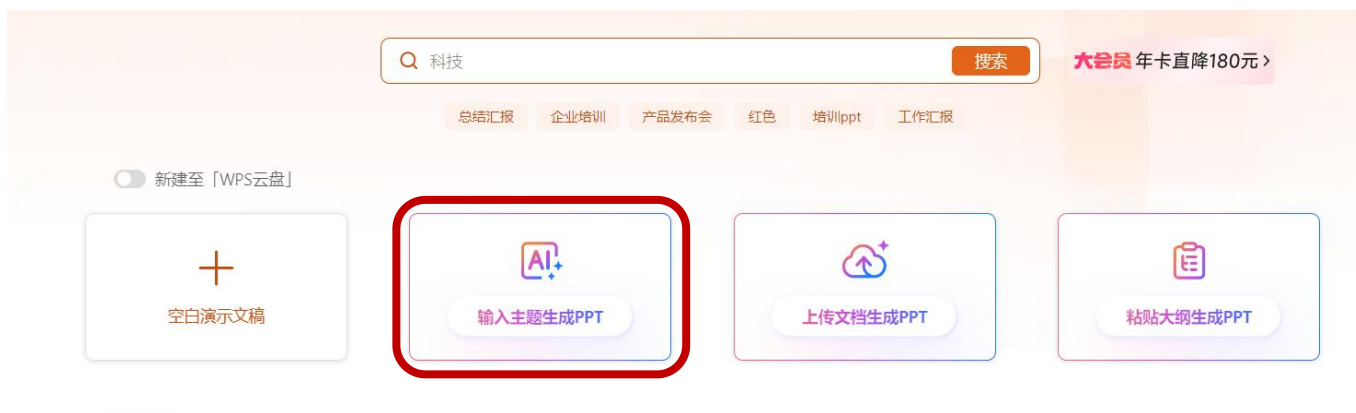 科技
搜索
大会员 年卡直降180元>
总结汇报 企业培训 产品发布会 红色 培训ppt 工作汇报
新建至「WPS云盘」
AI
空白演示文稿
输入主题生成PPT
上传文档生成PPT
粘贴大纲生成PPT